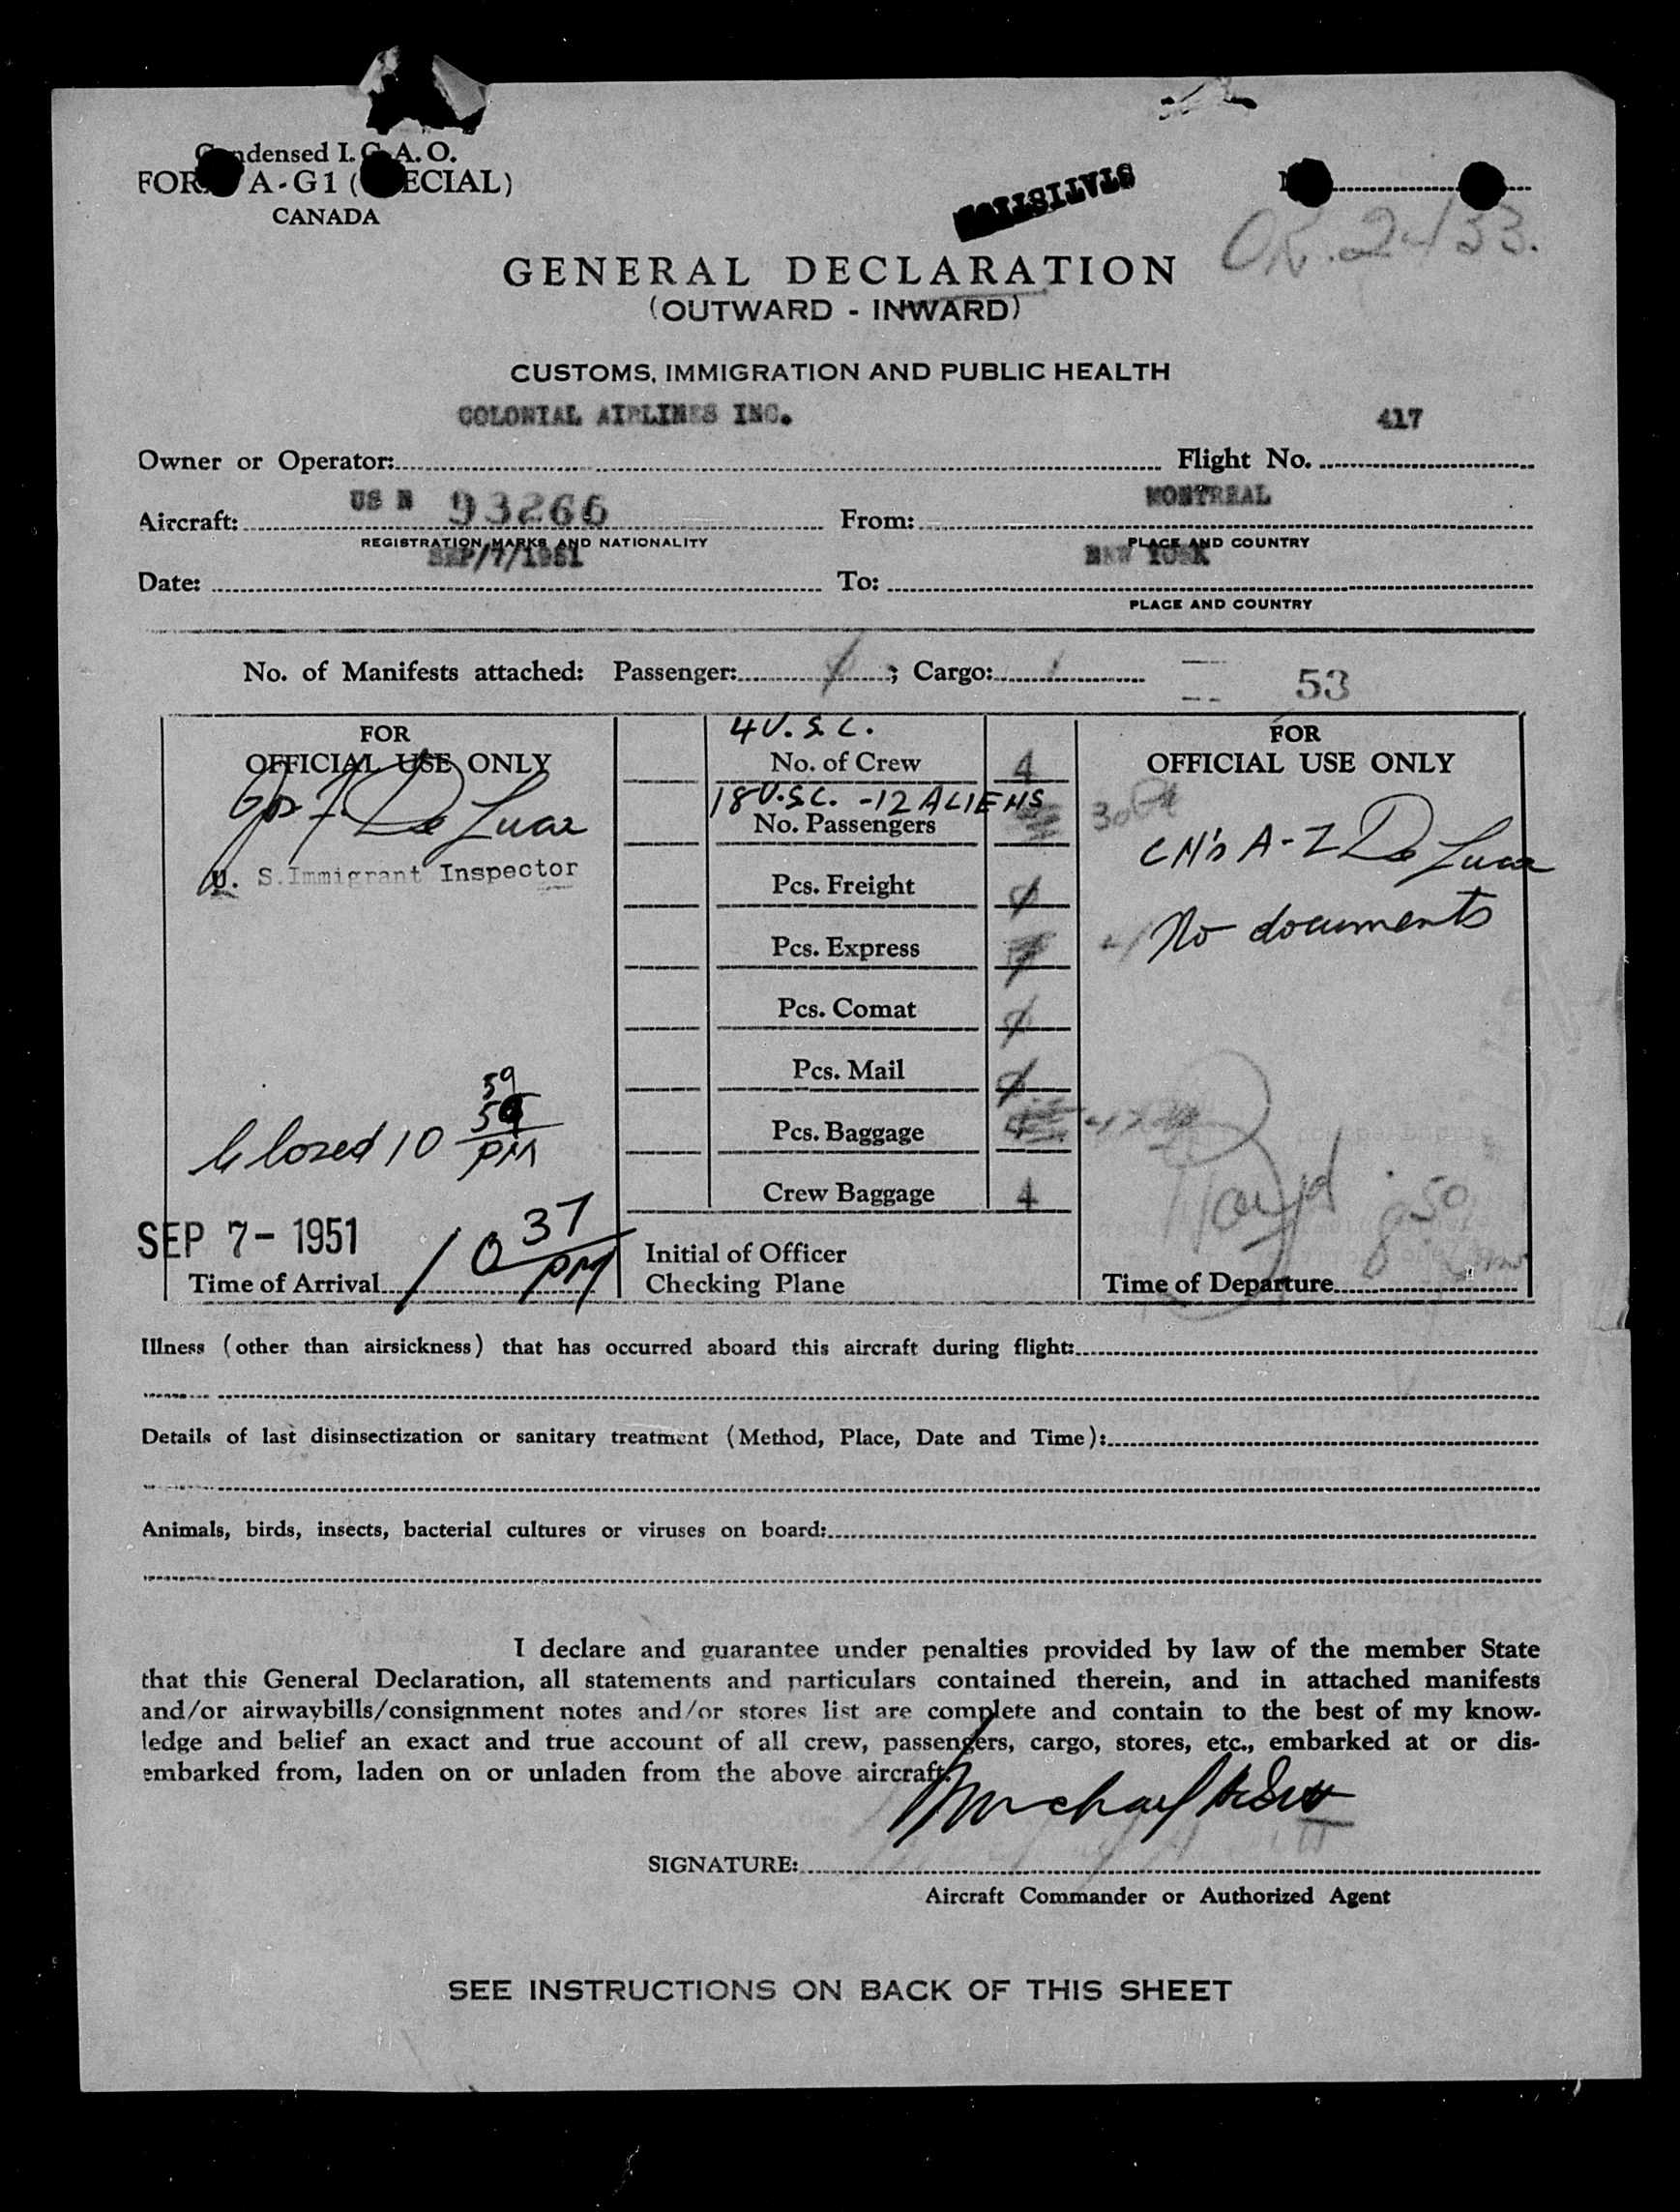 Condensed I.C.A.O.
FORM A-G1 (SPECIAL)
CANADA
STATISTICS
O.K. 2433.
GENERAL DECLARATION
(OUTWARD - INWARD)
CUSTOMS, IMMIGRATION AND PUBLIC HEALTH
COLONIAL AIRLINES INC.
417
Owner or Operator: Flight No.
US N 93266 MONTREAL
Aircraft: From:
REGISTRATION MARKS AND NATIONALITY PLACE AND COUNTRY
SEP/7/1951 NEW YORK
Date: To:
PLACE AND COUNTRY
No. of Manifests attached: Passenger: 1; Cargo: 1
53
FOR
OFFICIAL USE ONLY
De Luca
U. S. Immigrant Inspector
Closed 10 59 PM
SEP 7- 1951
10 37 PM
Time of Arrival
4 U.S.C.
No. of Crew 4
18 U.S.C. - 12 ALIENS
No. Passengers
Pcs. Freight
Pcs. Express
Pcs. Comat
Pcs. Mail
Pcs. Baggage
Crew Baggage 4
Initial of Officer
Checking Plane
FOR
OFFICIAL USE ONLY
30
CN's A-Z De Luca
No documents
850
Time of Departure
Illness (other than airsickness) that has occurred aboard this aircraft during flight:
Details of last disinsectization or sanitary treatment (Method, Place, Date and Time):
Animals, birds, insects, bacterial cultures or viruses on board:
I declare and guarantee under penalties provided by law of the member State
that this General Declaration, all statements and particulars contained therein, and in attached manifests
and/or airwaybills/consignment notes and/or stores list are complete and contain to the best of my know-
ledge and belief an exact and true account of all crew, passengers, cargo, stores, etc., embarked at or dis-
embarked from, laden on or unladen from the above aircraft.
Michael
SIGNATURE:
Aircraft Commander or Authorized Agent
SEE INSTRUCTIONS ON BACK OF THIS SHEET